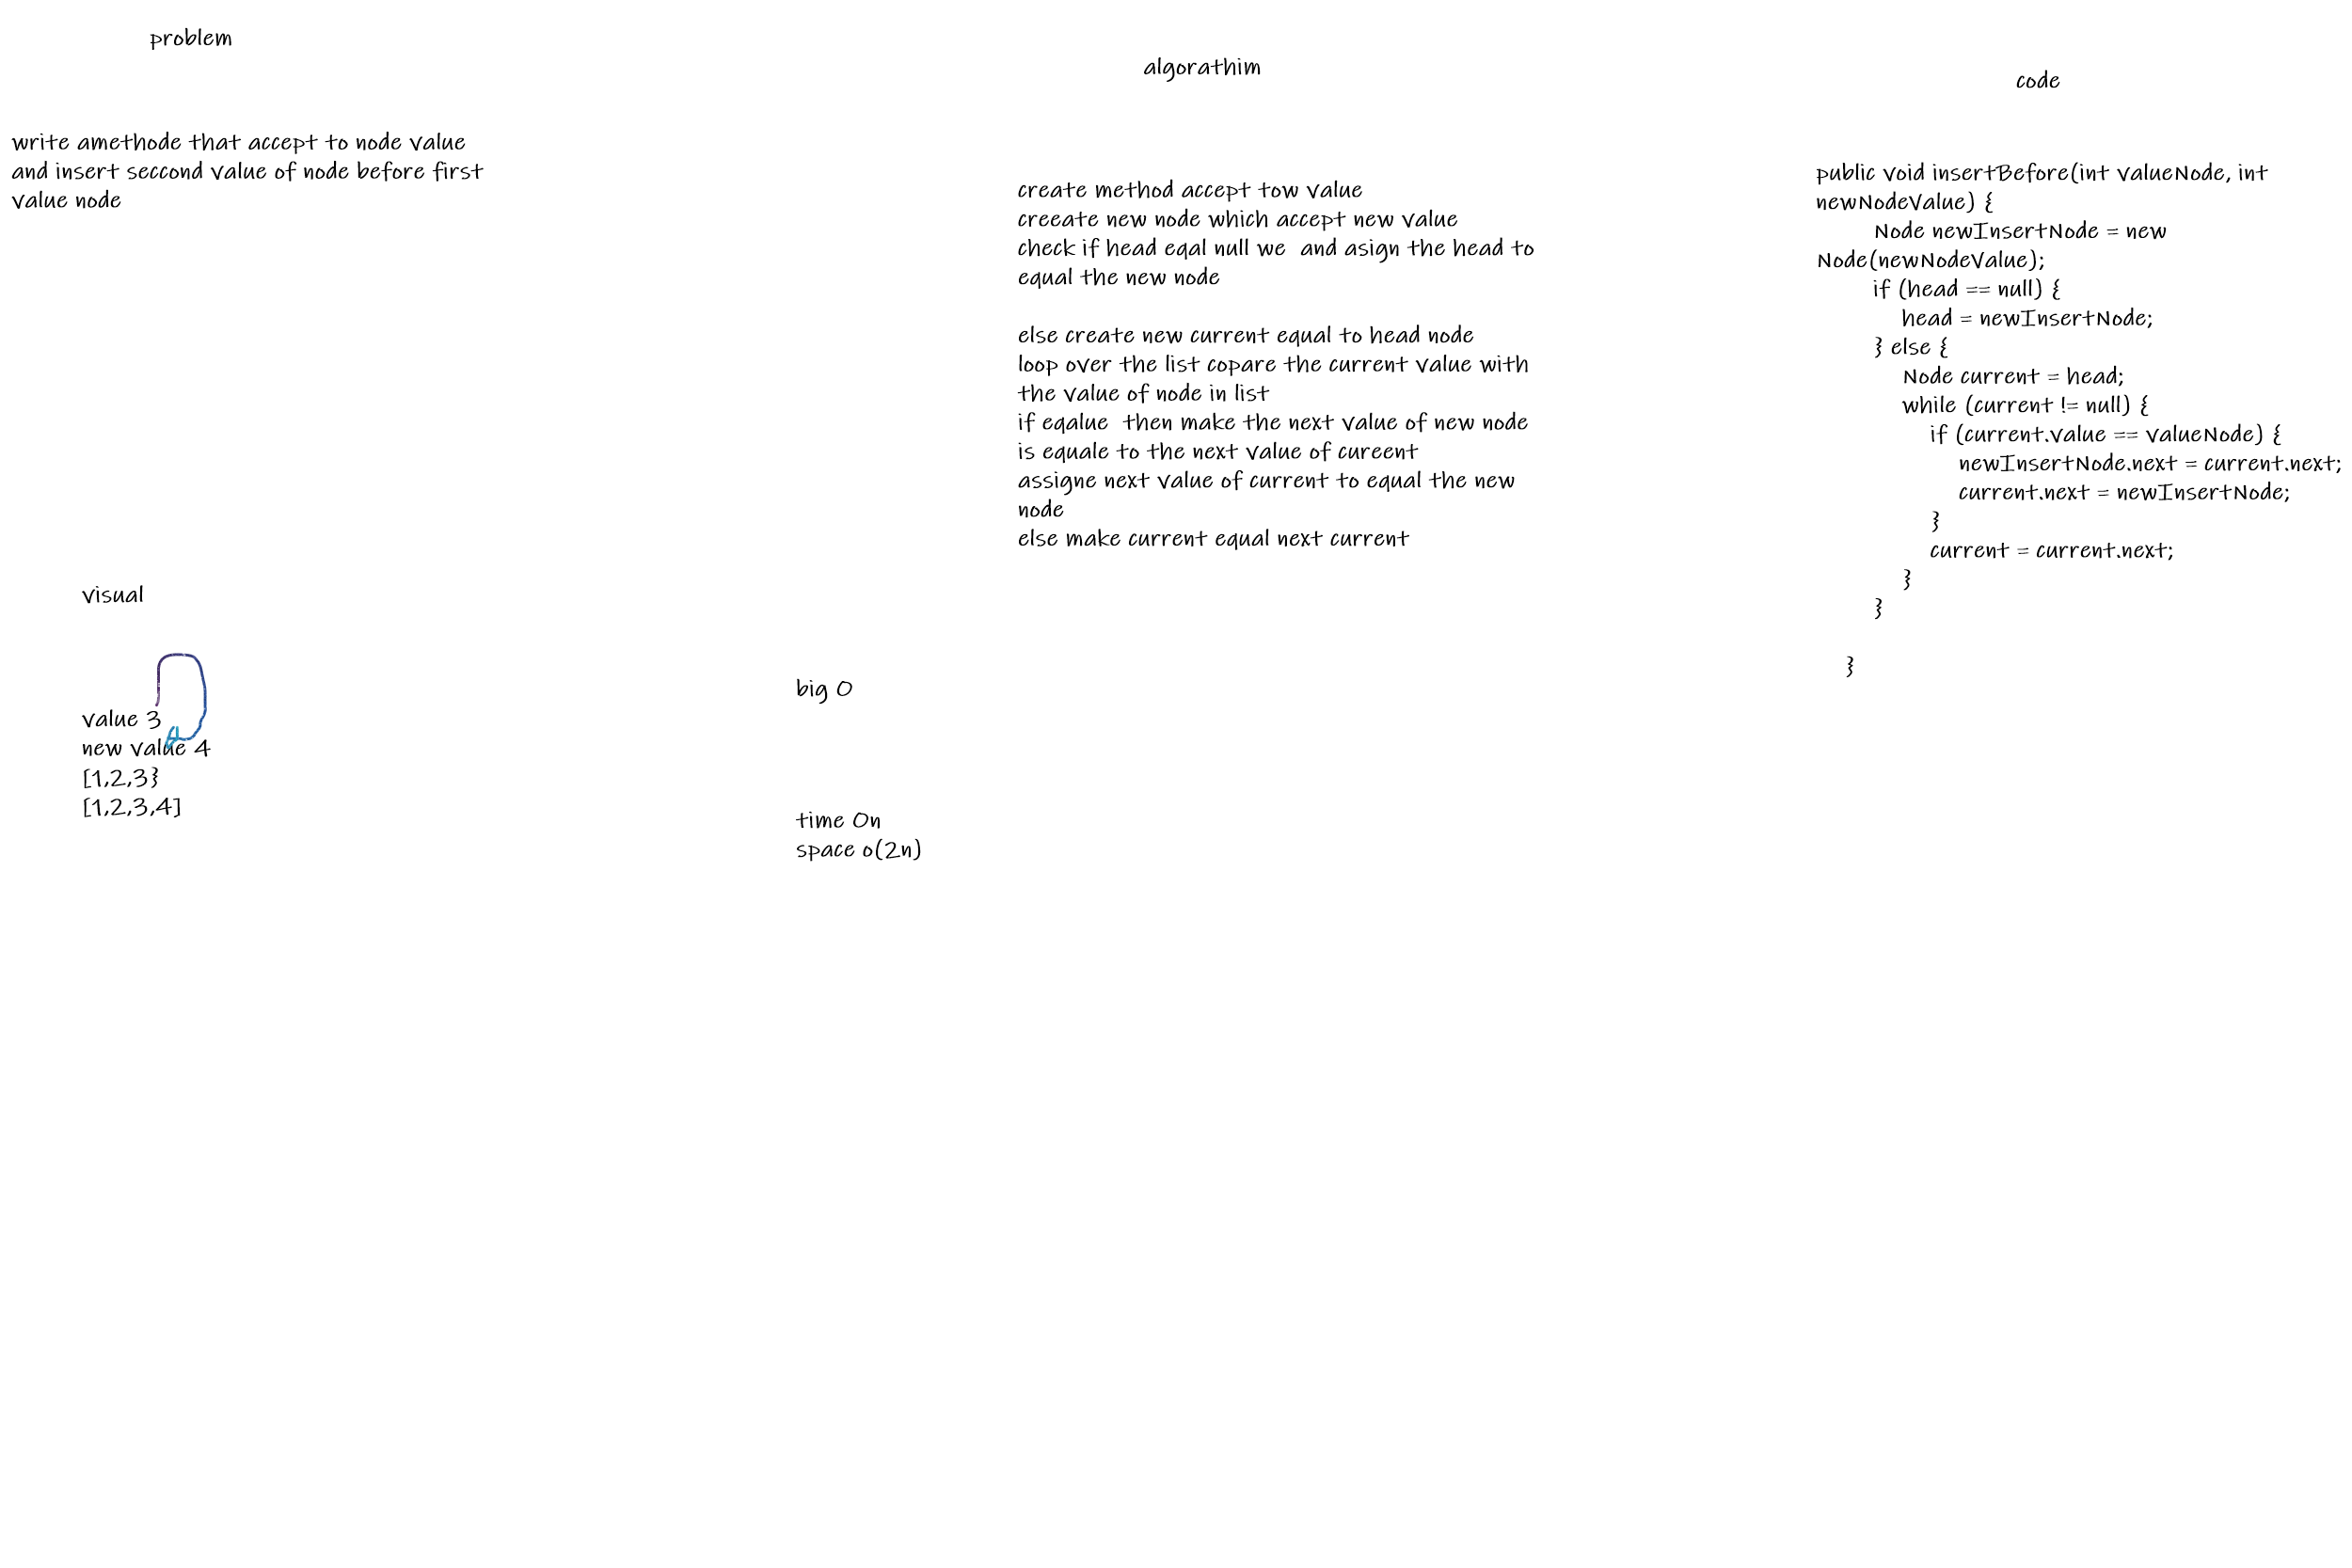 problem
write amethode that accept to node value
and insert seccond value of node before first
value node
visual
value 3
new value 4
[1,2,3}
[1,2,3,4]
algorathim
create method accept tow value
creeate new node which accept new value
check if head eqal null we  and asign the head to
equal the new node
else create new current equal to head node
loop over the list copare the current value with
the value of node in list
if eqalue  then make the next value of new node
is equale to the next value of cureent
assigne next value of current to equal the new
node
else make current equal next current
big O
time On
space o(2n)
code
public void insertBefore(int valueNode, int
newNodeValue) {
Node newInsertNode = new
Node(newNodeValue);
if (head == null) {
head = newInsertNode;
} else {
Node current = head;
while (current != null) {
if (current.value == valueNode) {
newInsertNode.next = current.next;
current.next = newInsertNode;
}
current = current.next;
}
}
}